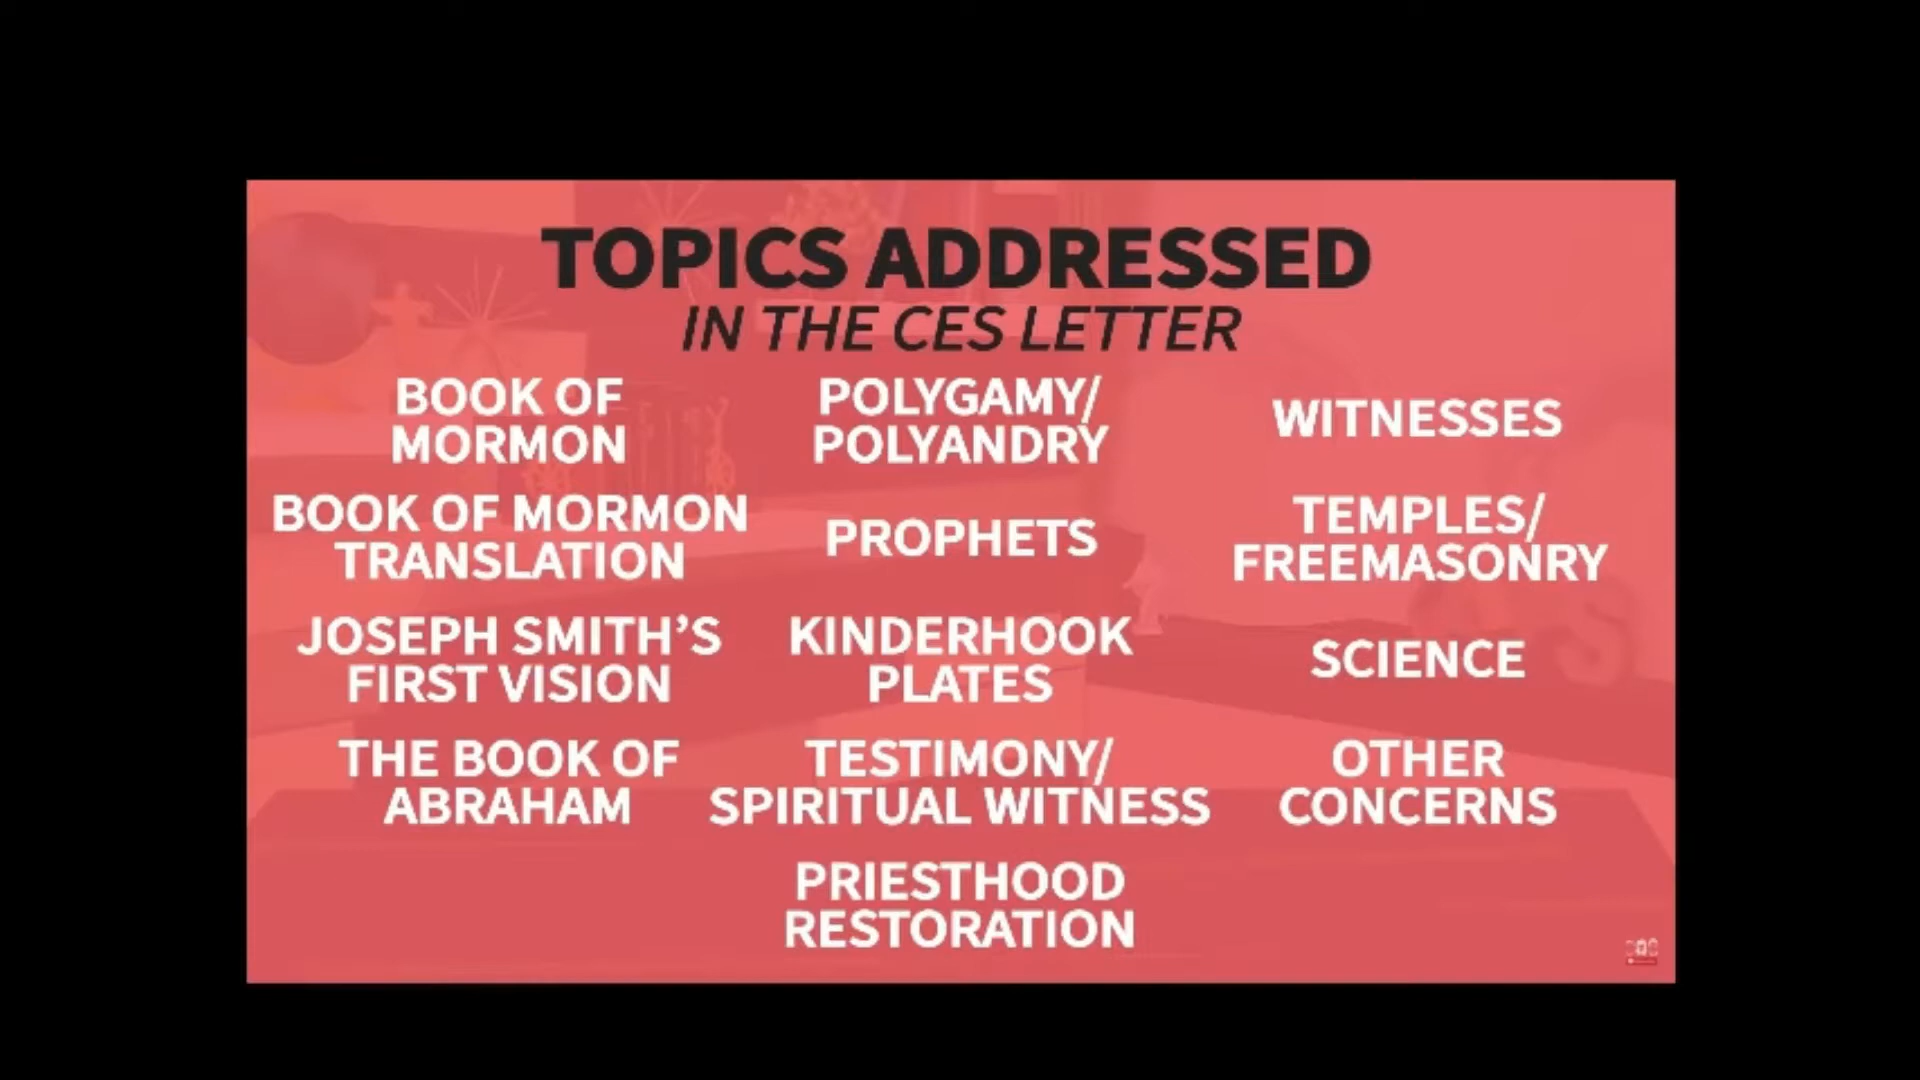 TOPICS ADDRESSED
IN THE CES LETTER
BOOK OF
MORMON
BOOK OF MORMON
TRANSLATION
JOSEPH SMITH'S
FIRST VISION
THE BOOK OF
ABRAHAM
POLYGAMY/
POLYANDRY
PROPHETS
KINDERHOOK
PLATES
TESTIMONY/
SPIRITUAL WITNESS
PRIESTHOOD
RESTORATION
WITNESSES
TEMPLES/
FREEMASONRY
SCIENCE
OTHER
CONCERNS